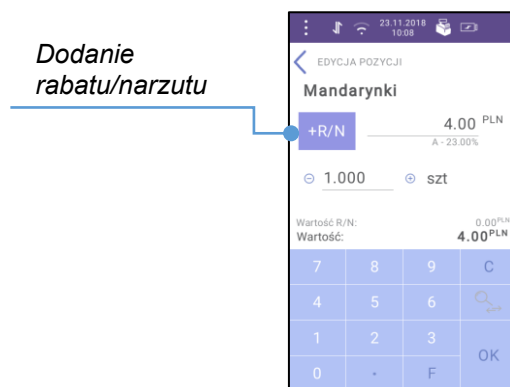 Dodanie
rabatu/narzutu
23.11.2018
10:08
EDYCJA POZYCJI
Mandarynki
+R/N 4.00 PLN
A - 23.00%
1.000 szt
Wartość R/N: 0.00PLN
Wartość: 4.00PLN
7 8 9 C
4 5 6
1 2 3
OK
0 . F